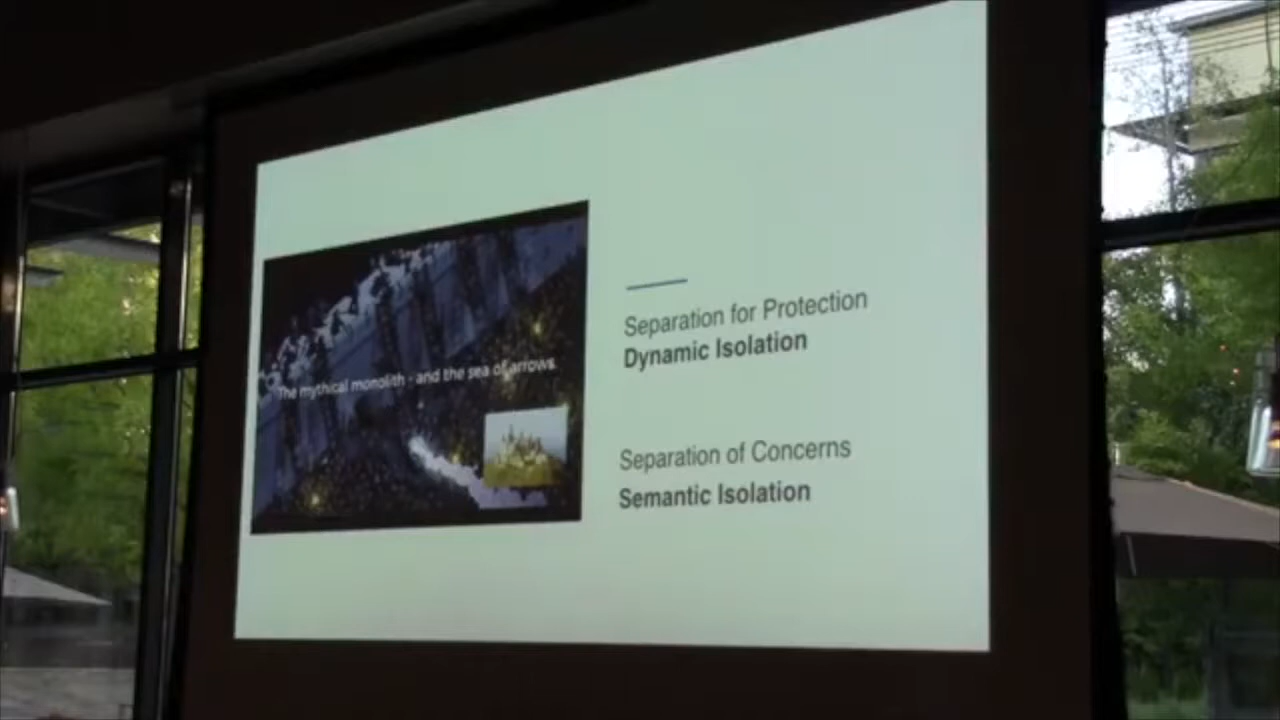 The mythical monolith - and the sea of arrows.
Separation for Protection
Dynamic Isolation
Separation of Concerns
Semantic Isolation